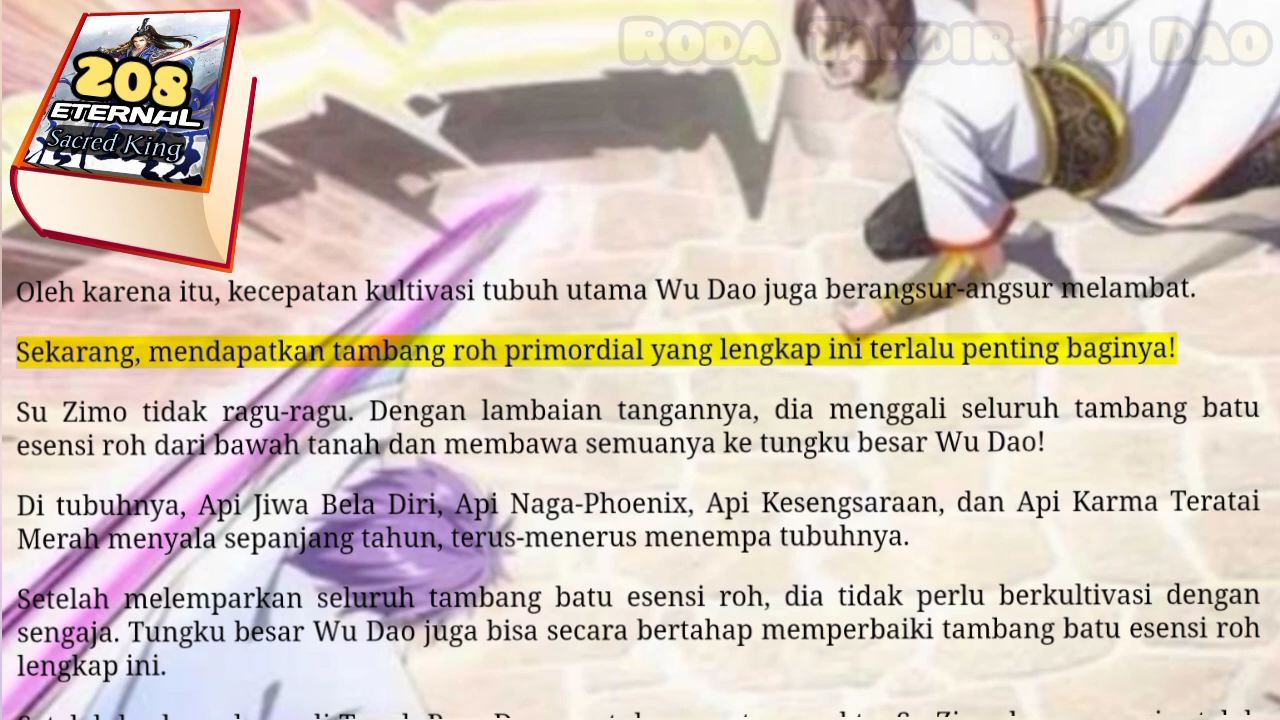 RODA TAKDIR WU DAO
208
ETERNAL
Sacred King
Oleh karena itu, kecepatan kultivasi tubuh utama Wu Dao juga berangsur-angsur melambat.
Sekarang, mendapatkan tambang roh primordial yang lengkap ini terlalu penting baginya!
Su Zimo tidak ragu-ragu. Dengan lambaian tangannya, dia menggali seluruh tambang batu
esensi roh dari bawah tanah dan membawa semuanya ke tungku besar Wu Dao!
Di tubuhnya, Api Jiwa Bela Diri, Api Naga-Phoenix, Api Kesengsaraan, dan Api Karma Teratai
Merah menyala sepanjang tahun, terus-menerus menempa tubuhnya.
Setelah melemparkan seluruh tambang batu esensi roh, dia tidak perlu berkultivasi dengan
sengaja. Tungku besar Wu Dao juga bisa secara bertahap memperbaiki tambang batu esensi roh
lengkap ini.